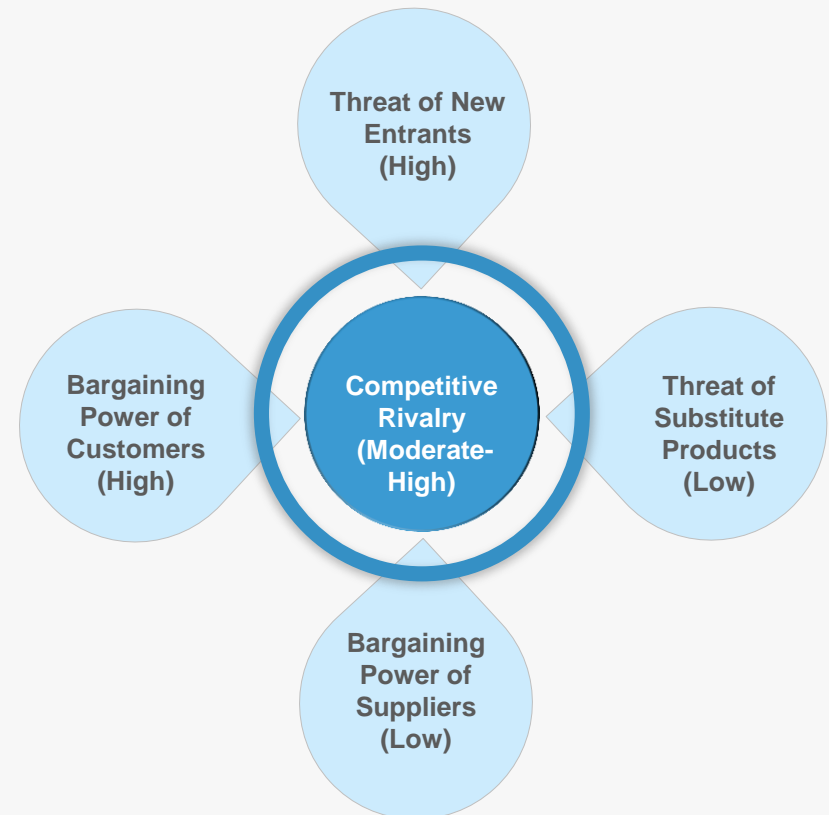 Threat of New
Entrants
(High)
Bargaining
Power of
Customers
(High)
Competitive
Rivalry
(Moderate-
High)
Threat of
Substitute
Products
(Low)
Bargaining
Power of
Suppliers
(Low)